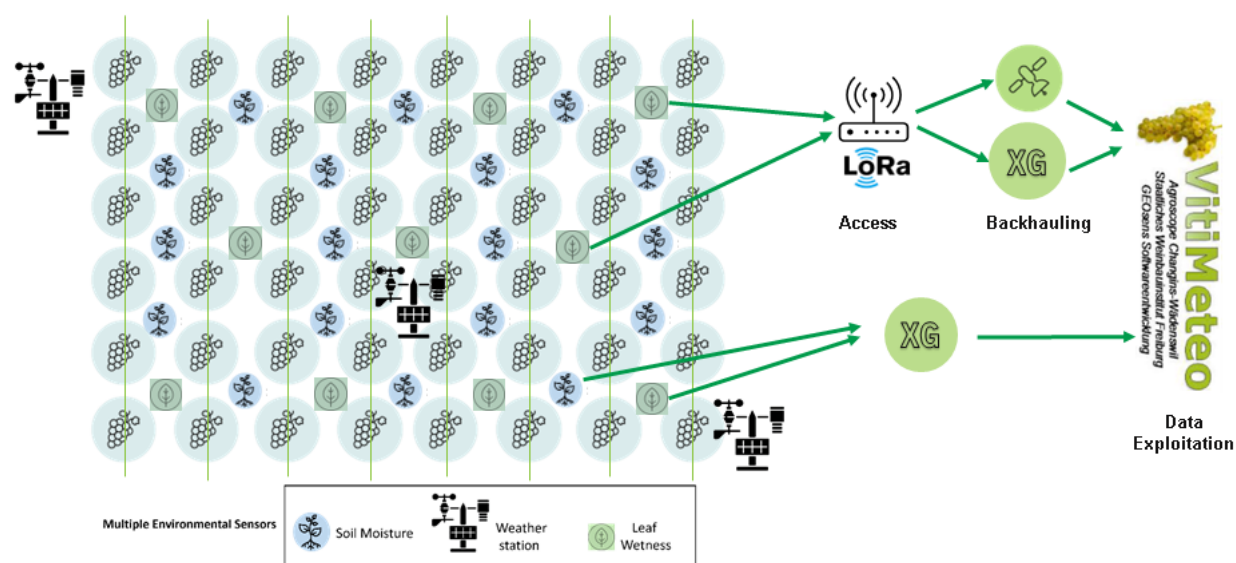 LoRa
XG
Access
Backhauling
XG
VitiMeteo
Agroscope Changins-Wädenswil
Staatliches Weinbauinstitut Freiburg
GEOsens Softwareentwicklung
Data
Exploitation
Multiple Environmental Sensors
Soil Moisture
Weather
station
Leaf
Wetness